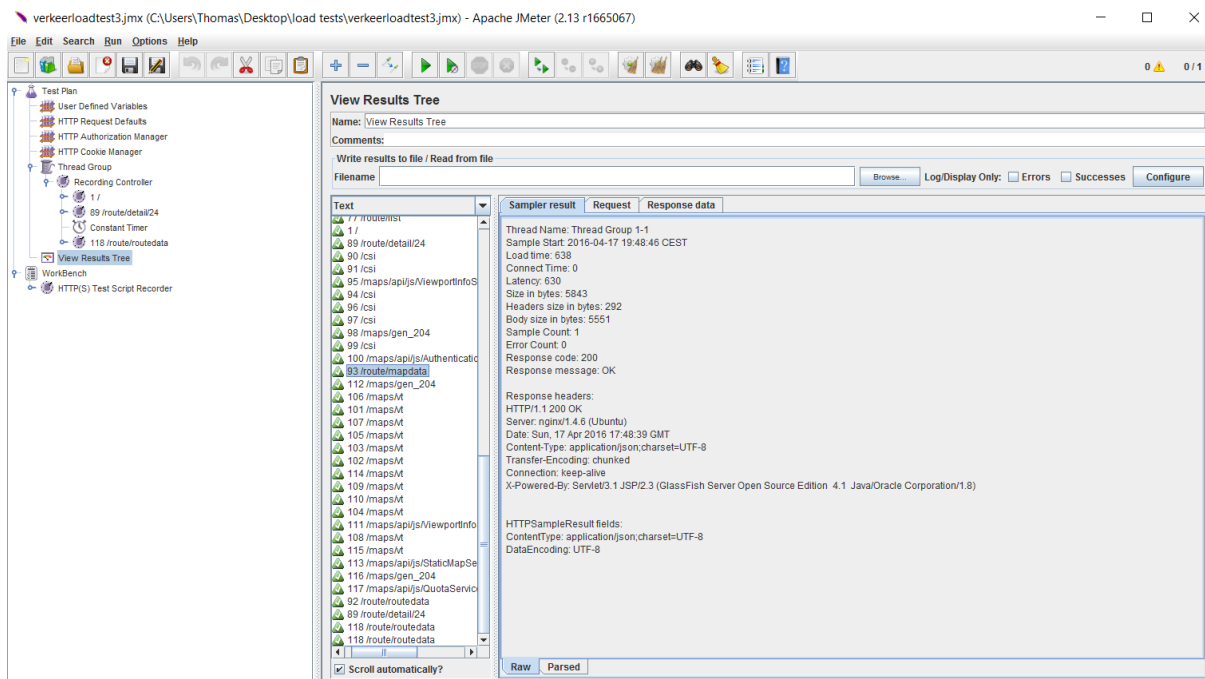 verkeerloadtest3.jmx (C:\Users\Thomas\Desktop\load tests\verkeerloadtest3.jmx) - Apache JMeter (2.13 r1665067)
File Edit Search Run Options Help
0 0 / 1
Test Plan
User Defined Variables
HTTP Request Defaults
HTTP Authorization Manager
HTTP Cookie Manager
Thread Group
Recording Controller
1 /
89 /route/detail/24
Constant Timer
118 /route/routedata
View Results Tree
WorkBench
HTTP(S) Test Script Recorder
View Results Tree
Name: View Results Tree
Comments:
Write results to file / Read from file
Filename Browse... Log/Display Only: Errors Successes Configure
Text
77 /route/list
1 /
89 /route/detail/24
90 /csi
91 /csi
95 /maps/api/js/ViewportInfoS
94 /csi
96 /csi
97 /csi
98 /maps/gen_204
99 /csi
100 /maps/api/js/Authenticatio
93 /route/mapdata
112 /maps/gen_204
106 /maps/vt
101 /maps/vt
107 /maps/vt
105 /maps/vt
103 /maps/vt
102 /maps/vt
114 /maps/vt
109 /maps/vt
110 /maps/vt
104 /maps/vt
111 /maps/api/js/ViewportInfo
108 /maps/vt
115 /maps/vt
113 /maps/api/js/StaticMapSe
116 /maps/gen_204
117 /maps/api/js/QuotaService
92 /route/routedata
89 /route/detail/24
118 /route/routedata
118 /route/routedata
Scroll automatically?
Sampler result Request Response data
Thread Name: Thread Group 1-1
Sample Start: 2016-04-17 19:48:46 CEST
Load time: 638
Connect Time: 0
Latency: 630
Size in bytes: 5843
Headers size in bytes: 292
Body size in bytes: 5551
Sample Count: 1
Error Count: 0
Response code: 200
Response message: OK
Response headers:
HTTP/1.1 200 OK
Server: nginx/1.4.6 (Ubuntu)
Date: Sun, 17 Apr 2016 17:48:39 GMT
Content-Type: application/json;charset=UTF-8
Transfer-Encoding: chunked
Connection: keep-alive
X-Powered-By: Servlet/3.1 JSP/2.3 (GlassFish Server Open Source Edition 4.1 Java/Oracle Corporation/1.8)
HTTPSampleResult fields:
ContentType: application/json;charset=UTF-8
DataEncoding: UTF-8
Raw Parsed